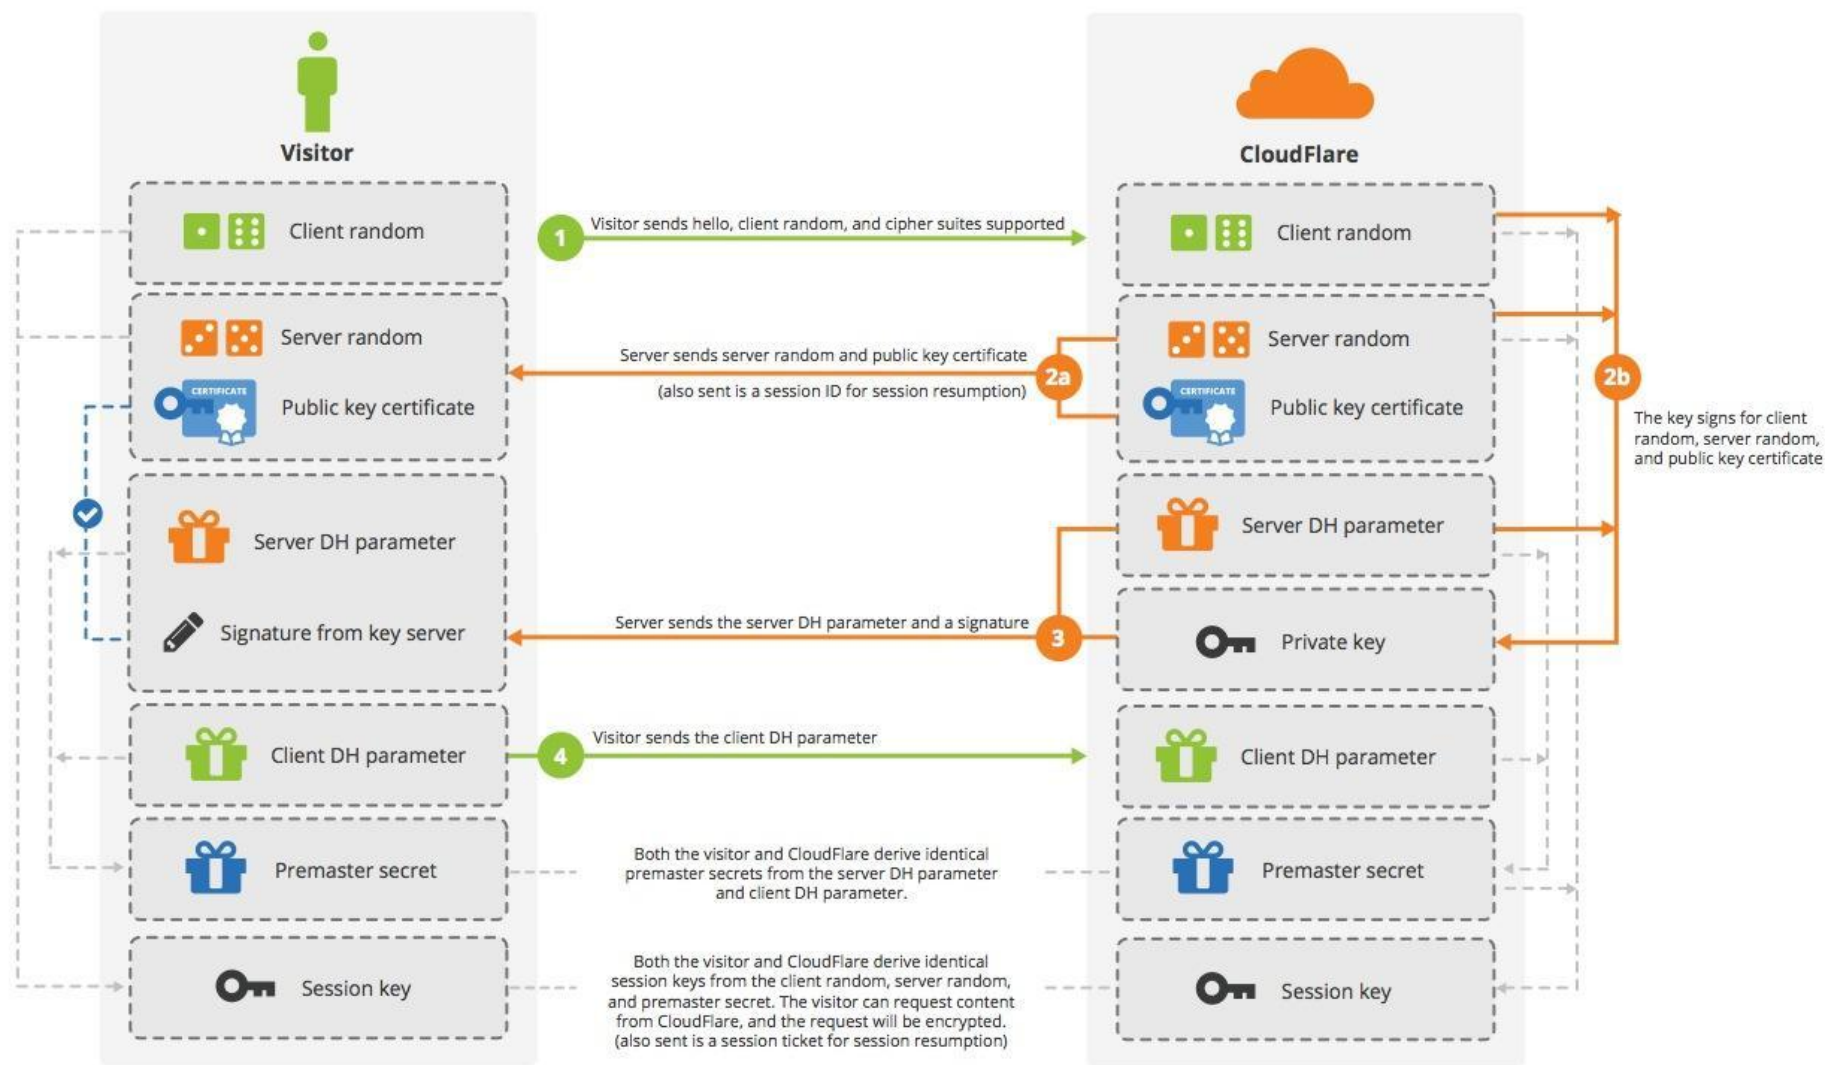 Visitor
CloudFlare
Client random
1
Visitor sends hello, client random, and cipher suites supported
Client random
Server random
CERTIFICATE
Public key certificate
Server sends server random and public key certificate
(also sent is a session ID for session resumption)
2a
Server random
CERTIFICATE
Public key certificate
2b
The key signs for client
random, server random,
and public key certificate
Server DH parameter
Signature from key server
Server sends the server DH parameter and a signature
3
Server DH parameter
Private key
Client DH parameter
4
Visitor sends the client DH parameter
Client DH parameter
Premaster secret
Both the visitor and CloudFlare derive identical
premaster secrets from the server DH parameter
and client DH parameter.
Premaster secret
Session key
Both the visitor and CloudFlare derive identical
session keys from the client random, server random,
and premaster secret. The visitor can request content
from CloudFlare, and the request will be encrypted.
(also sent is a session ticket for session resumption)
Session key